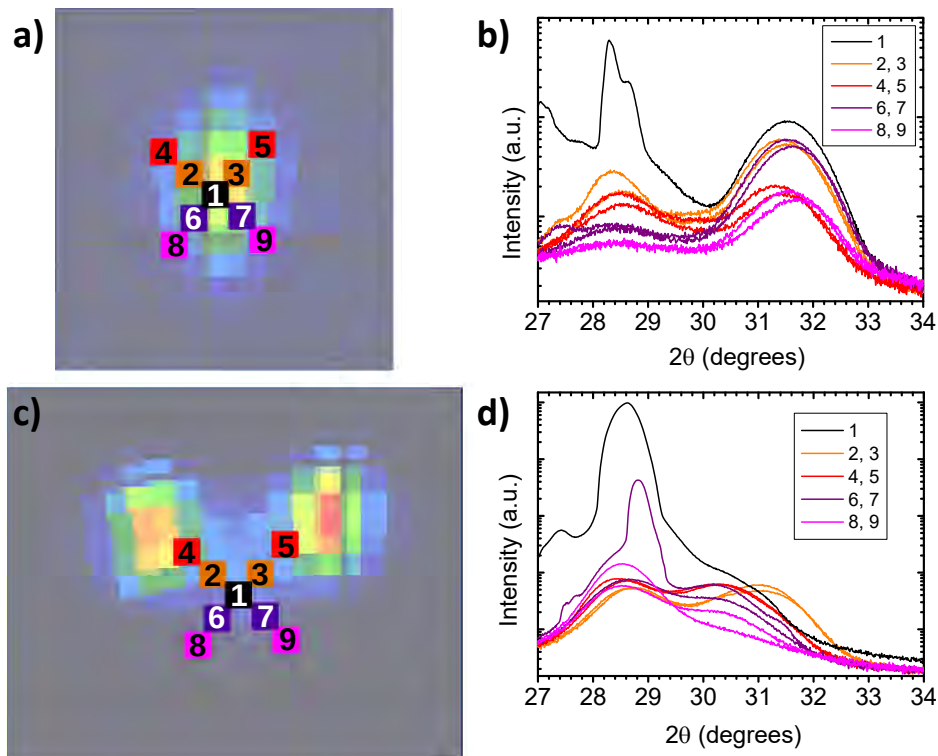 a)
4 5
2 3
1
6 7
8 9
b)
Intensity (a.u.)
1
2, 3
4, 5
6, 7
8, 9
27 28 29 30 31 32 33 34
2θ (degrees)
c)
4 5
2 3
1
6 7
8 9
d)
Intensity (a.u.)
1
2, 3
4, 5
6, 7
8, 9
27 28 29 30 31 32 33 34
2θ (degrees)